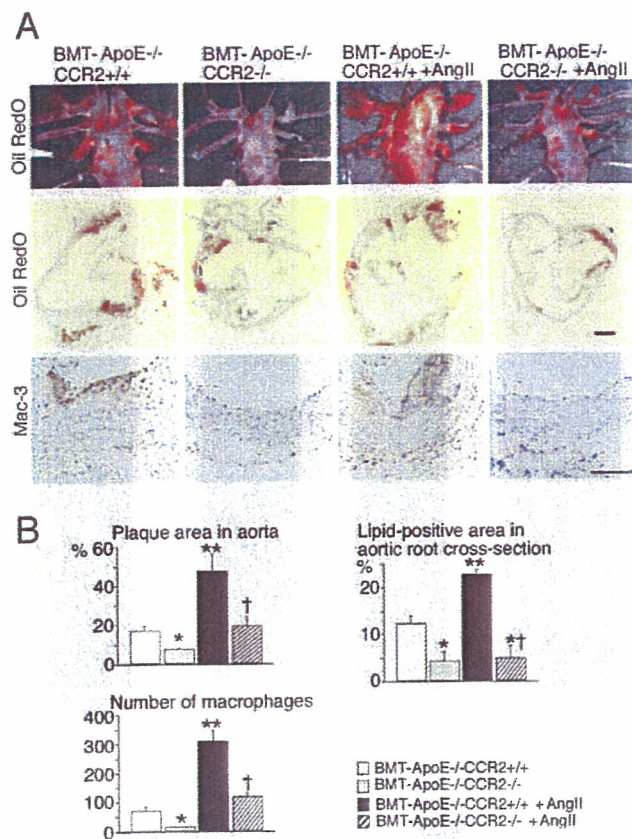 A
BMT- ApoE-/-
CCR2+/+
BMT- ApoE-/-
CCR2-/-
BMT- ApoE-/-
CCR2+/+ +AngII
BMT- ApoE-/-
CCR2-/- +AngII
Oil RedO
Oil RedO
Mac-3
B
Plaque area in aorta
%
60
40
20
0
*
**
†
Lipid-positive area in
aortic root cross-section
%
20
10
0
*
**
*†
Number of macrophages
400
300
200
100
0
*
**
†
BMT-ApoE-/-CCR2+/+
BMT-ApoE-/-CCR2-/-
BMT-ApoE-/-CCR2+/+ +AngII
BMT-ApoE-/-CCR2-/- +AngII